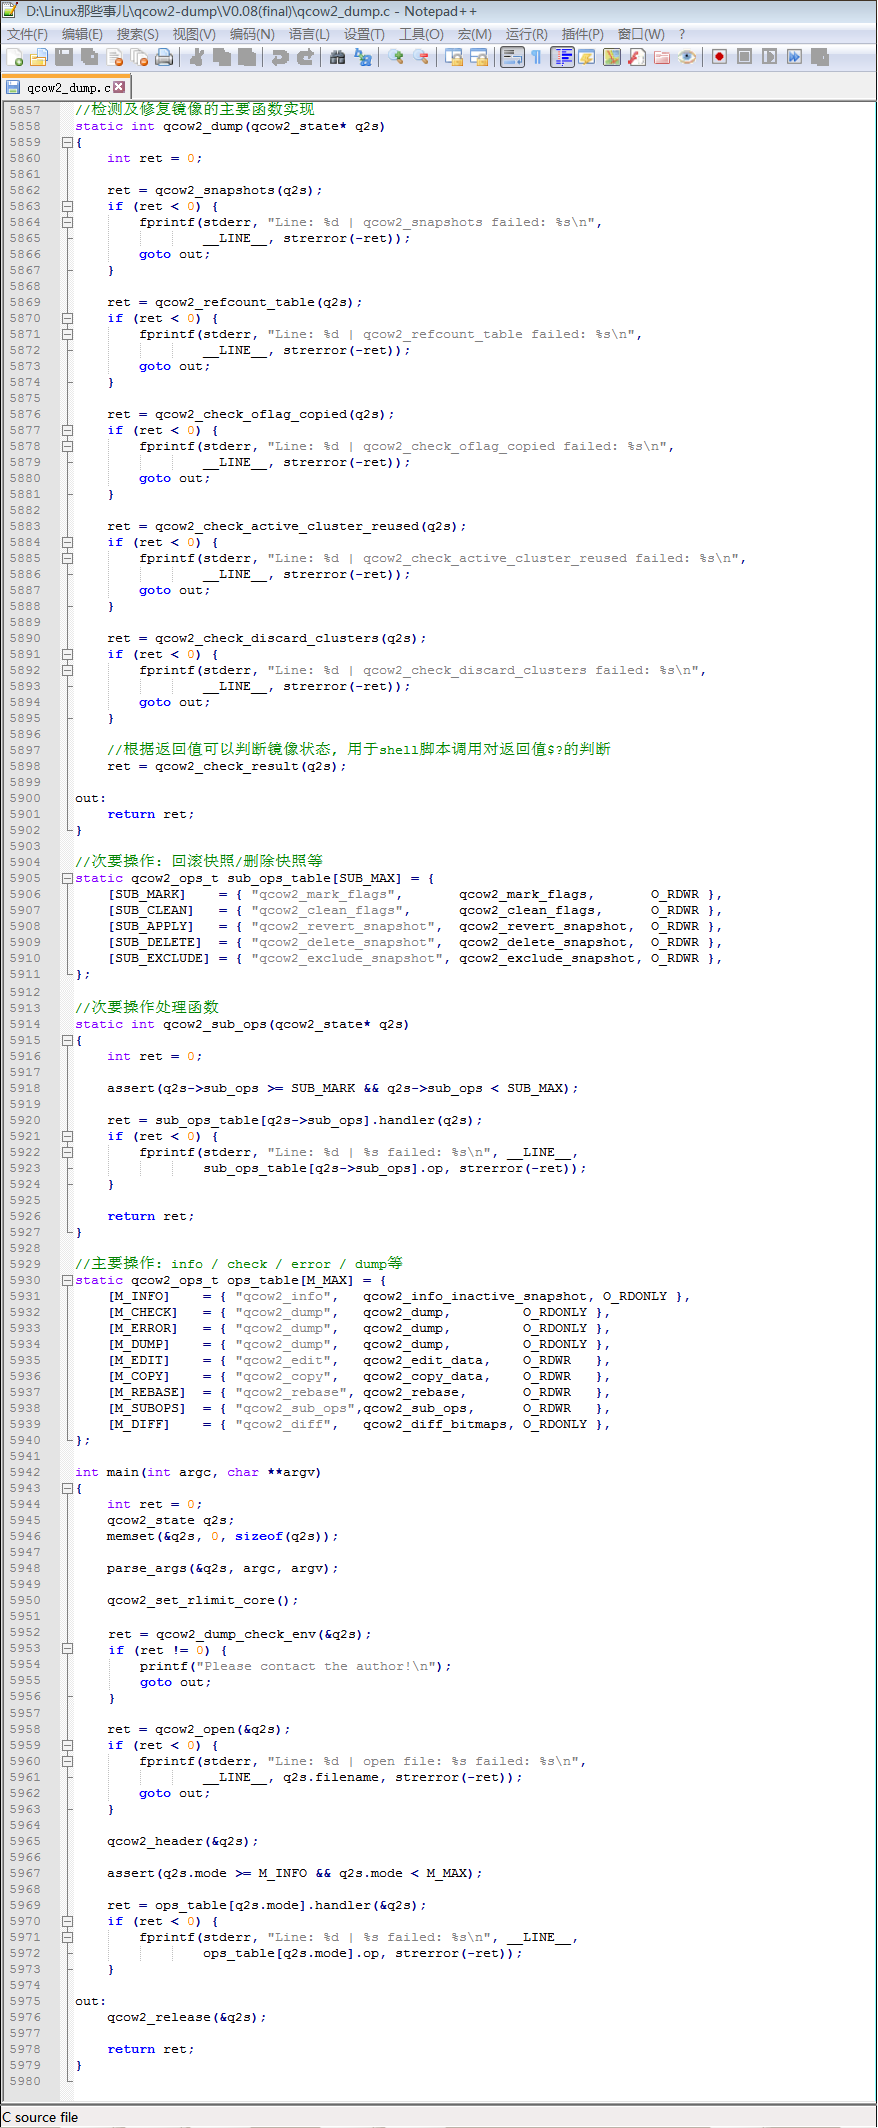 D:\Linux那些事儿\qcow2-dump\V0.08(final)\qcow2_dump.c - Notepad++
文件(F) 编辑(E) 搜索(S) 视图(V) 编码(N) 语言(L) 设置(T) 工具(O) 宏(M) 运行(R) 插件(P) 窗口(W) ?
qcow2_dump.c
5857 //检测及修复镜像的主要函数实现
5858 static int qcow2_dump(qcow2_state* q2s)
5859 {
5860 int ret = 0;
5861
5862 ret = qcow2_snapshots(q2s);
5863 if (ret < 0) {
5864 fprintf(stderr, "Line: %d | qcow2_snapshots failed: %s\n",
5865 __LINE__, strerror(-ret));
5866 goto out;
5867 }
5868
5869 ret = qcow2_refcount_table(q2s);
5870 if (ret < 0) {
5871 fprintf(stderr, "Line: %d | qcow2_refcount_table failed: %s\n",
5872 __LINE__, strerror(-ret));
5873 goto out;
5874 }
5875
5876 ret = qcow2_check_oflag_copied(q2s);
5877 if (ret < 0) {
5878 fprintf(stderr, "Line: %d | qcow2_check_oflag_copied failed: %s\n",
5879 __LINE__, strerror(-ret));
5880 goto out;
5881 }
5882
5883 ret = qcow2_check_active_cluster_reused(q2s);
5884 if (ret < 0) {
5885 fprintf(stderr, "Line: %d | qcow2_check_active_cluster_reused failed: %s\n",
5886 __LINE__, strerror(-ret));
5887 goto out;
5888 }
5889
5890 ret = qcow2_check_discard_clusters(q2s);
5891 if (ret < 0) {
5892 fprintf(stderr, "Line: %d | qcow2_check_discard_clusters failed: %s\n",
5893 __LINE__, strerror(-ret));
5894 goto out;
5895 }
5896
5897 //根据返回值可以判断镜像状态, 用于shell脚本调用对返回值$?的判断
5898 ret = qcow2_check_result(q2s);
5899
5900 out:
5901 return ret;
5902 }
5903
5904 //次要操作: 回滚快照/删除快照等
5905 static qcow2_ops_t sub_ops_table[SUB_MAX] = {
5906 [SUB_MARK] = { "qcow2_mark_flags", qcow2_mark_flags, O_RDWR },
5907 [SUB_CLEAN] = { "qcow2_clean_flags", qcow2_clean_flags, O_RDWR },
5908 [SUB_APPLY] = { "qcow2_revert_snapshot", qcow2_revert_snapshot, O_RDWR },
5909 [SUB_DELETE] = { "qcow2_delete_snapshot", qcow2_delete_snapshot, O_RDWR },
5910 [SUB_EXCLUDE] = { "qcow2_exclude_snapshot", qcow2_exclude_snapshot, O_RDWR },
5911 };
5912
5913 //次要操作处理函数
5914 static int qcow2_sub_ops(qcow2_state* q2s)
5915 {
5916 int ret = 0;
5917
5918 assert(q2s->sub_ops >= SUB_MARK && q2s->sub_ops < SUB_MAX);
5919
5920 ret = sub_ops_table[q2s->sub_ops].handler(q2s);
5921 if (ret < 0) {
5922 fprintf(stderr, "Line: %d | %s failed: %s\n", __LINE__,
5923 sub_ops_table[q2s->sub_ops].op, strerror(-ret));
5924 }
5925
5926 return ret;
5927 }
5928
5929 //主要操作: info / check / error / dump等
5930 static qcow2_ops_t ops_table[M_MAX] = {
5931 [M_INFO] = { "qcow2_info", qcow2_info_inactive_snapshot, O_RDONLY },
5932 [M_CHECK] = { "qcow2_dump", qcow2_dump, O_RDONLY },
5933 [M_ERROR] = { "qcow2_dump", qcow2_dump, O_RDONLY },
5934 [M_DUMP] = { "qcow2_dump", qcow2_dump, O_RDONLY },
5935 [M_EDIT] = { "qcow2_edit", qcow2_edit_data, O_RDWR },
5936 [M_COPY] = { "qcow2_copy", qcow2_copy_data, O_RDWR },
5937 [M_REBASE] = { "qcow2_rebase", qcow2_rebase, O_RDWR },
5938 [M_SUBOPS] = { "qcow2_sub_ops",qcow2_sub_ops, O_RDWR },
5939 [M_DIFF] = { "qcow2_diff", qcow2_diff_bitmaps, O_RDONLY },
5940 };
5941
5942 int main(int argc, char **argv)
5943 {
5944 int ret = 0;
5945 qcow2_state q2s;
5946 memset(&q2s, 0, sizeof(q2s));
5947
5948 parse_args(&q2s, argc, argv);
5949
5950 qcow2_set_rlimit_core();
5951
5952 ret = qcow2_dump_check_env(&q2s);
5953 if (ret != 0) {
5954 printf("Please contact the author!\n");
5955 goto out;
5956 }
5957
5958 ret = qcow2_open(&q2s);
5959 if (ret < 0) {
5960 fprintf(stderr, "Line: %d | open file: %s failed: %s\n",
5961 __LINE__, q2s.filename, strerror(-ret));
5962 goto out;
5963 }
5964
5965 qcow2_header(&q2s);
5966
5967 assert(q2s.mode >= M_INFO && q2s.mode < M_MAX);
5968
5969 ret = ops_table[q2s.mode].handler(&q2s);
5970 if (ret < 0) {
5971 fprintf(stderr, "Line: %d | %s failed: %s\n", __LINE__,
5972 ops_table[q2s.mode].op, strerror(-ret));
5973 }
5974
5975 out:
5976 qcow2_release(&q2s);
5977
5978 return ret;
5979 }
5980
C source file